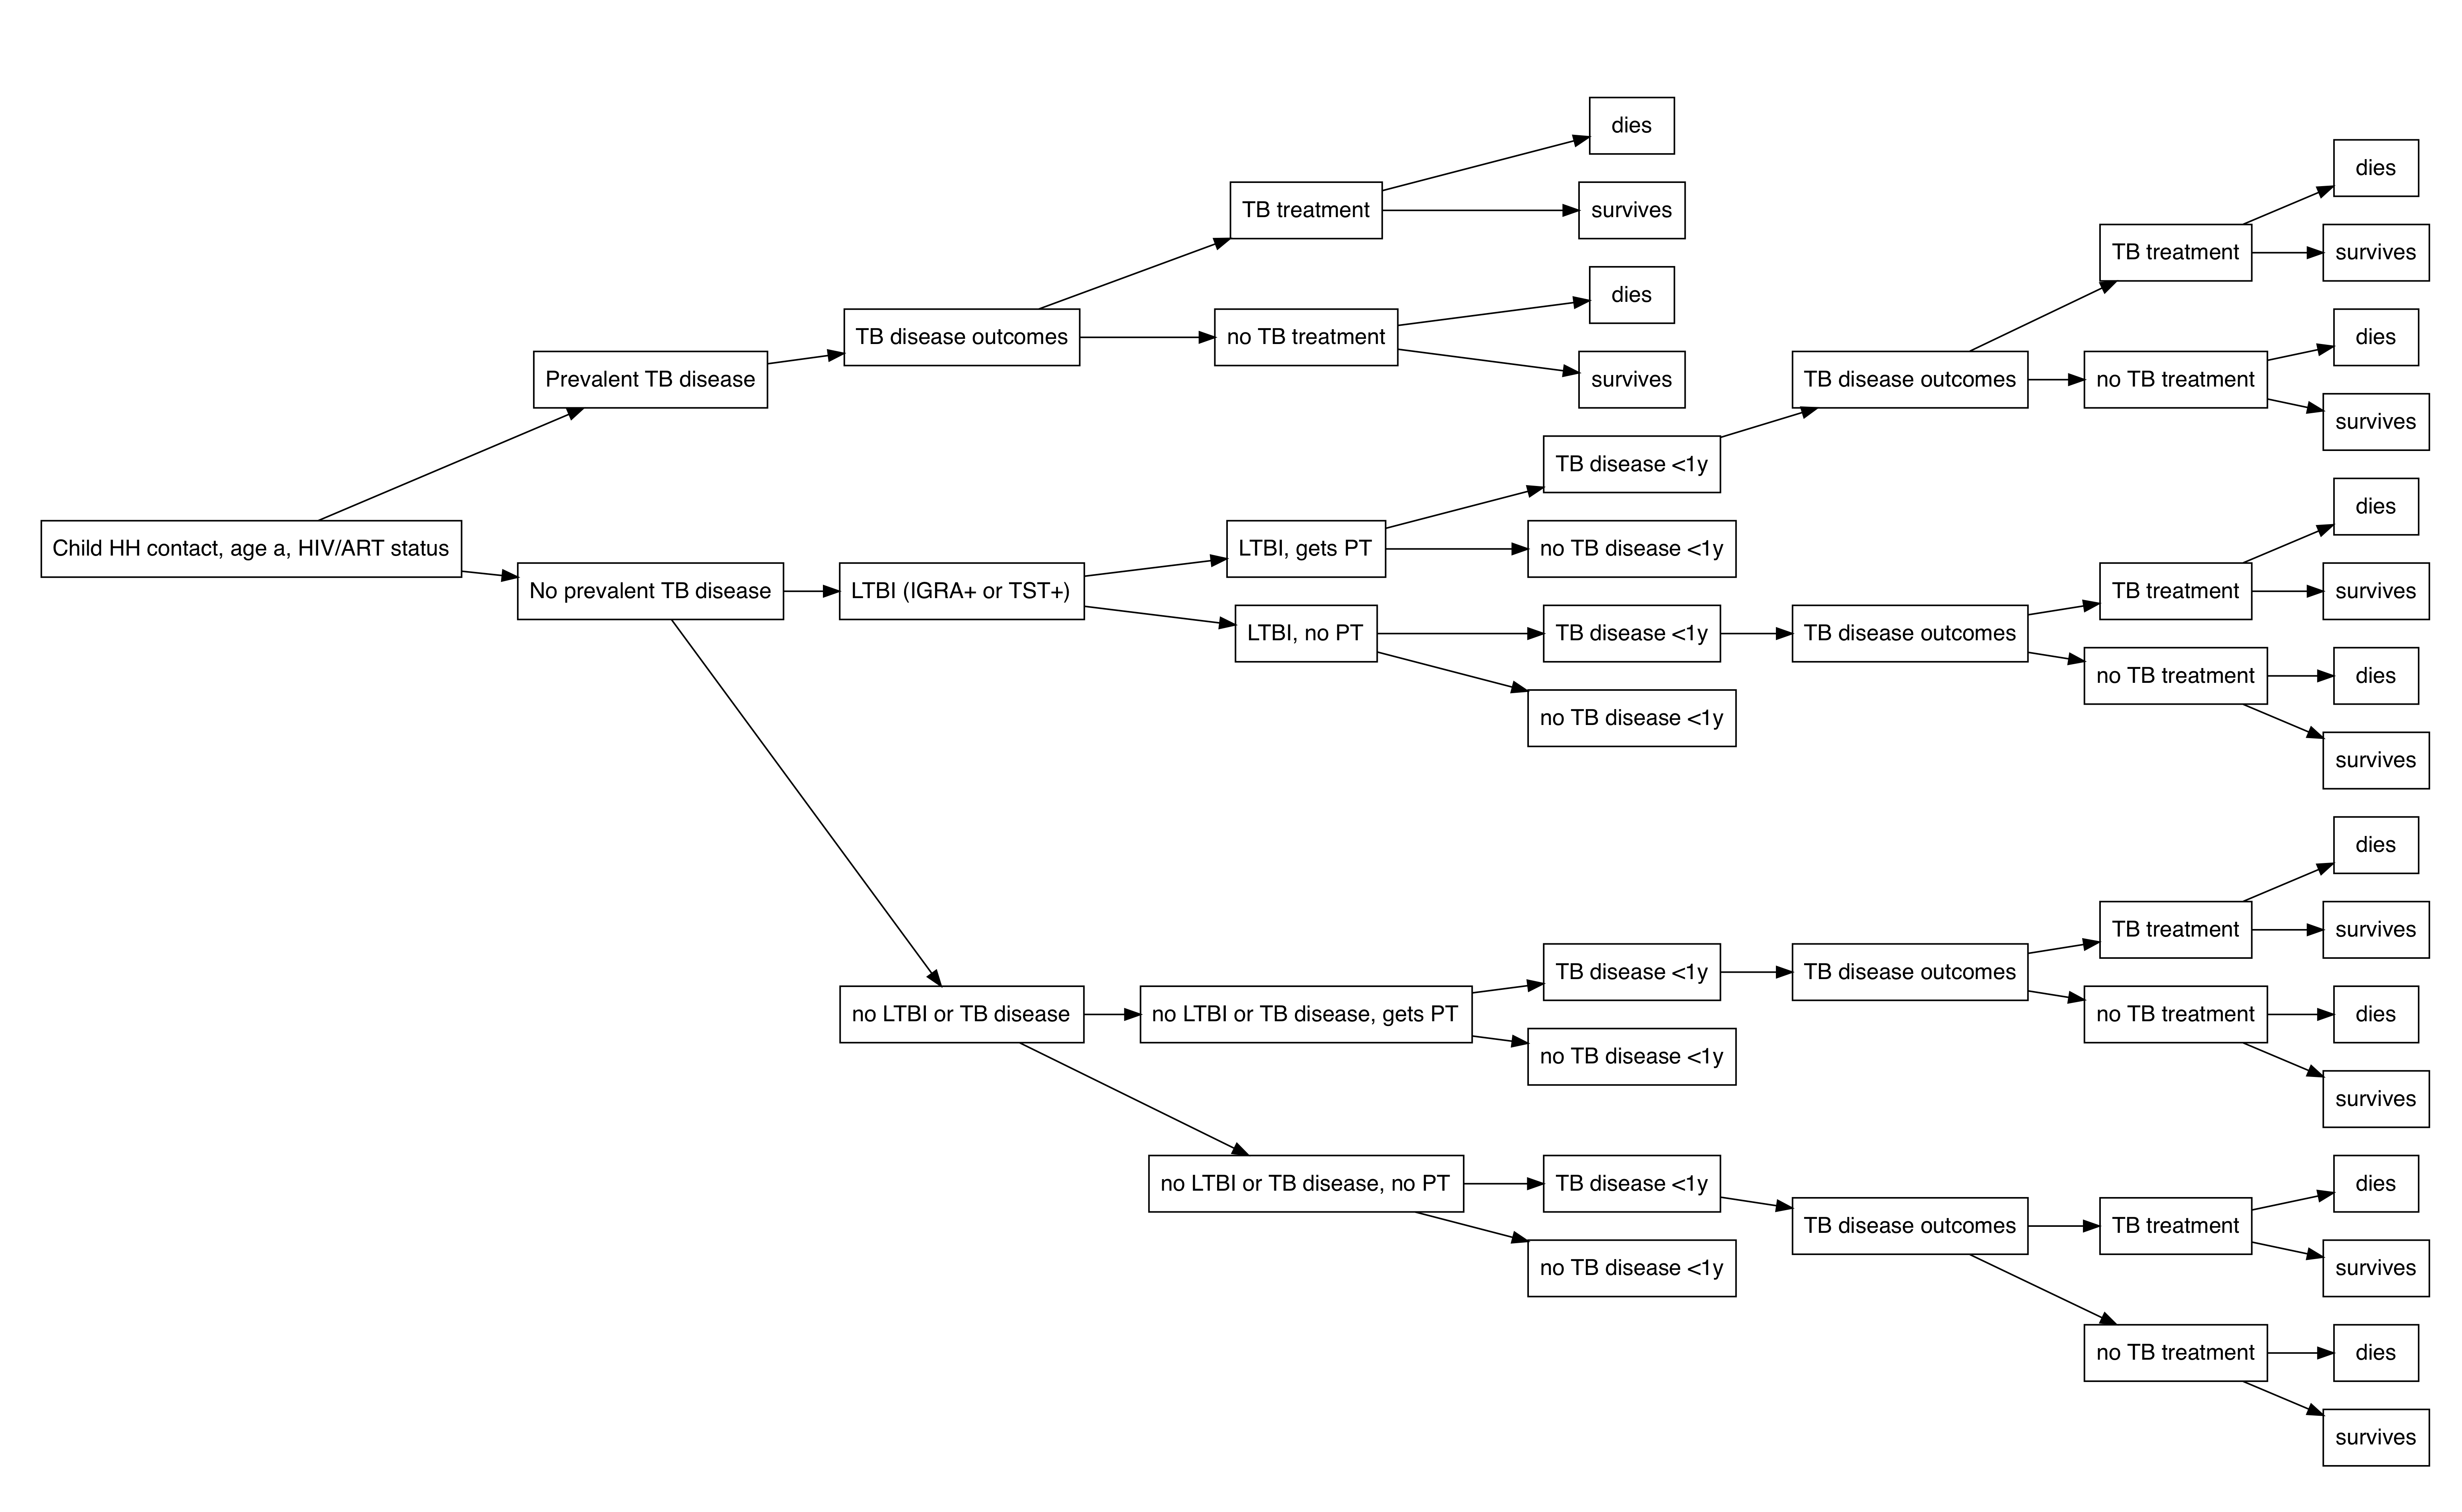 dies
dies
TB treatment
survives
TB treatment
survives
dies
no TB treatment
TB disease outcomes
dies
Prevalent TB disease
survives
TB disease outcomes
no TB treatment
survives
TB disease <1y
dies
Child HH contact, age a, HIV/ART status
LTBI, gets PT
no TB disease <1y
No prevalent TB disease
LTBI (IGRA+ or TST+)
TB treatment
survives
LTBI, no PT
TB disease <1y
TB disease outcomes
no TB treatment
dies
no TB disease <1y
survives
dies
TB treatment
survives
TB disease <1y
TB disease outcomes
no LTBI or TB disease
no LTBI or TB disease, gets PT
no TB treatment
dies
no TB disease <1y
survives
no LTBI or TB disease, no PT
TB disease <1y
dies
TB disease outcomes
TB treatment
no TB disease <1y
survives
no TB treatment
dies
survives